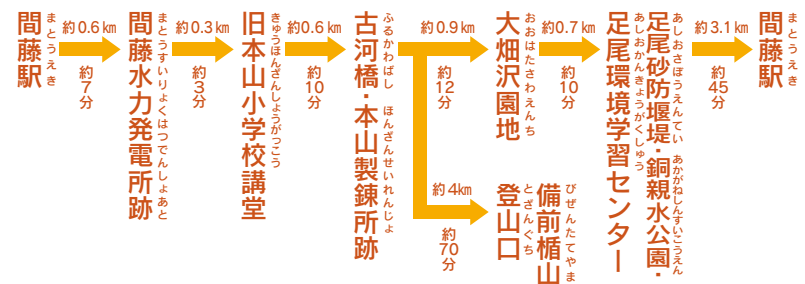 間藤駅
まとうえき
約0.6㎞
約
7
分
間藤水力発電所跡
まとうすいりょくはつでんしょあと
約0.3㎞
約
3
分
旧本山小学校講堂
きゅうほんざんしょうがっこう
約0.6㎞
約
10
分
古河橋・本山製錬所跡
ふるかわばし ほんざんせいれんじょ
約0.9㎞
約
12
分
大畑沢園地
おおはたさわえんち
約0.7㎞
約
10
分
足尾砂防堰堤・銅親水公園・
あしおさぼうえんてい あかがねしんすいこうえん
足尾環境学習センター
あしおかんきょうがくしゅう
約3.1㎞
約
45
分
間藤駅
まとうえき
約4㎞
約
70
分
備前楯山
びぜんたてやま
登山口
とざんぐち